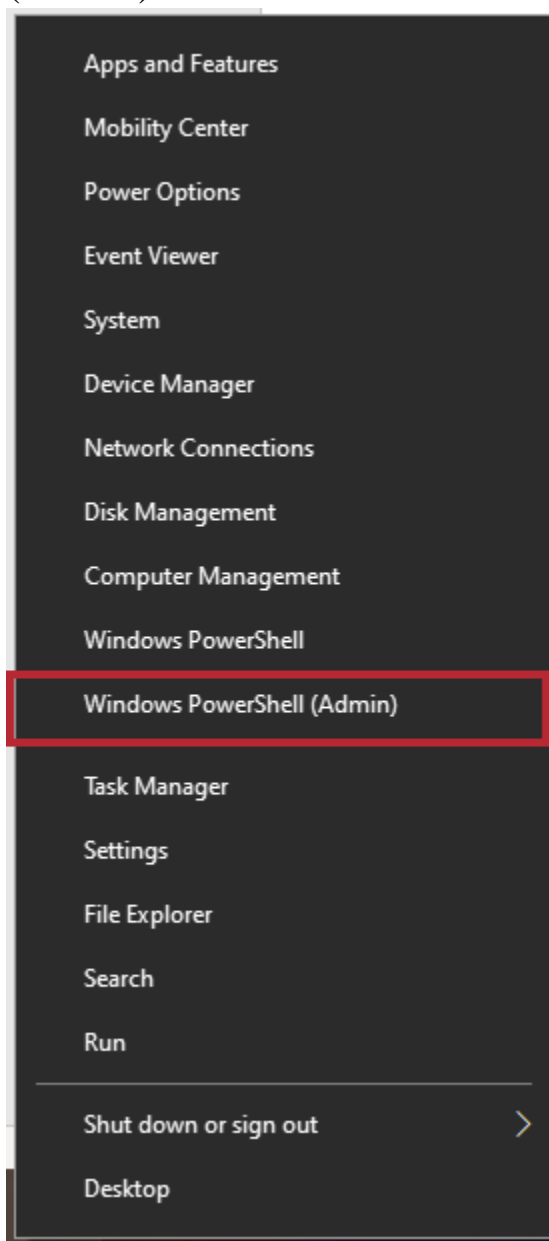 Apps and Features
Mobility Center
Power Options
Event Viewer
System
Device Manager
Network Connections
Disk Management
Computer Management
Windows PowerShell
Windows PowerShell (Admin)
Task Manager
Settings
File Explorer
Search
Run
Shut down or sign out
Desktop